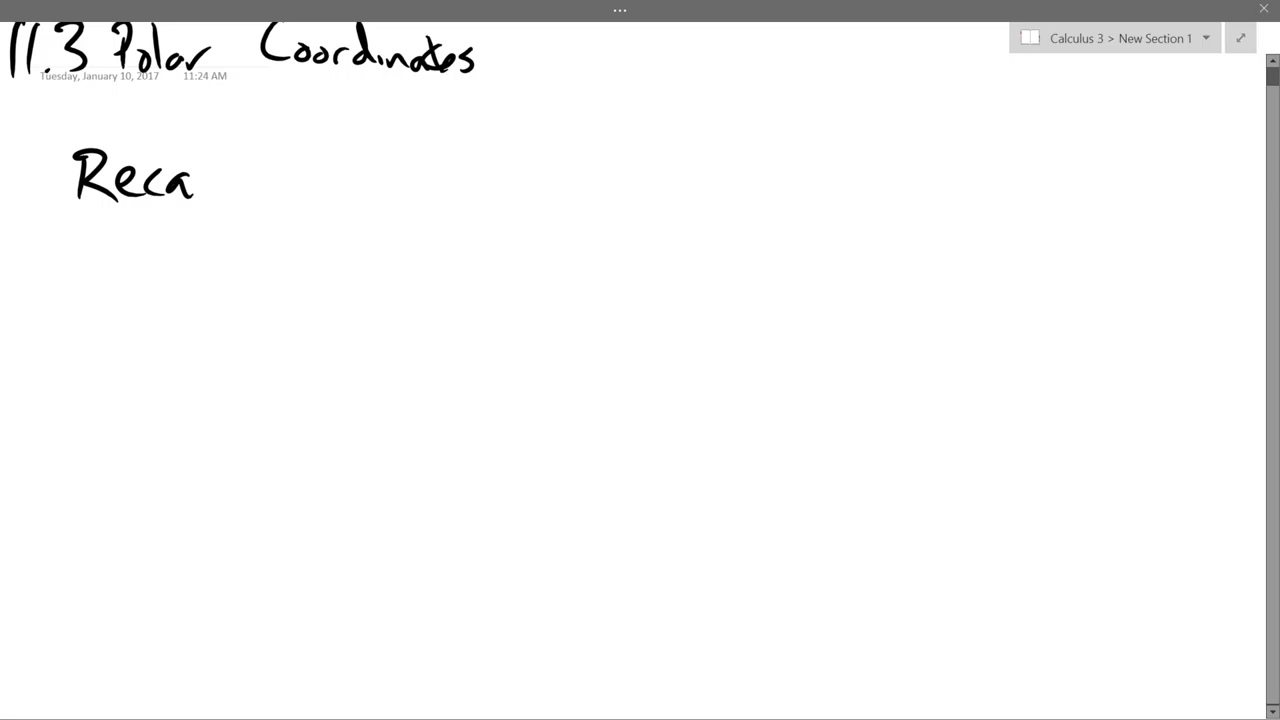 11.3 Polar Coordinates
Calculus 3 > New Section 1
Tuesday, January 10, 2017 11:24 AM
Reca